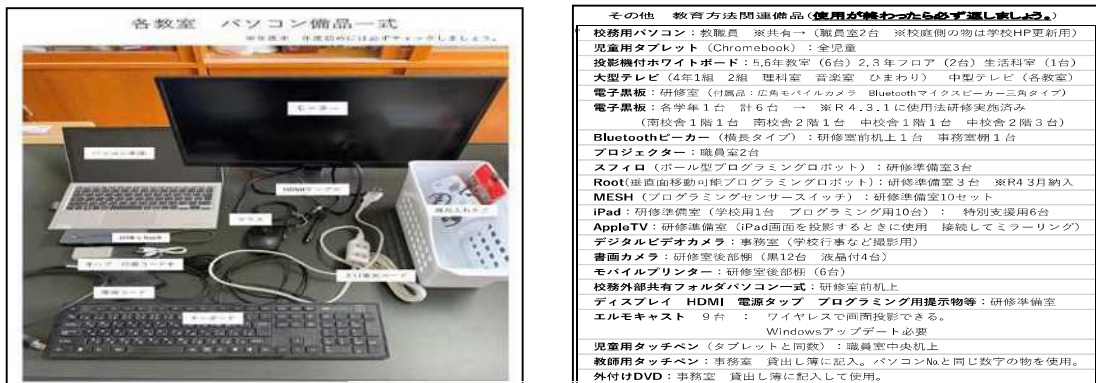 各教室　パソコン備品一式
※年度末　年度初めには必ずチェックしましょう。
モニター
パソコン本体
HDMIケーブル
マウス
備品入れカゴ
電源コード
キーボード
その他　教育方法関連備品(使用が終わったら必ず返しましょう。)
校務用パソコン：教職員　※共有→（職員室2台　※校庭側の物は学校HP更新用）
児童用タブレット（Chromebook）：全児童
投影機付ホワイトボード：5,6年教室（6台）2,3年フロア（2台）生活科室（1台）
大型テレビ（4年1組　2組　理科室　音楽室　ひまわり）　中型テレビ（各教室）
電子黒板：研修室（付属品：広角モバイルカメラ　Bluetoothマイクスピーカー三角タイプ）
電子黒板：各学年１台　計６台　→　※Ｒ４.３.１に使用法研修実施済み
（南校舎１階１台　南校舎２階１台　中校舎１階１台　中校舎２階３台）
Bluetoothピーカー（横長タイプ）：研修室前机上１台　事務室棚１台
プロジェクター：職員室2台
スフィロ（ボール型プログラミングロボット）：研修準備室3台
Root(垂直面移動可能プログラミングロボット)：研修準備室３台　※R4 3月納入
MESH（プログラミングセンサースイッチ）：研修準備室10セット
iPad：研修準備室（学校用1台　プログラミング用10台）：　特別支援用6台
AppleTV：研修準備室（iPad画面を投影するときに使用　接続してミラーリング）
デジタルビデオカメラ：事務室（学校行事など撮影用）
書画カメラ：研修室後部棚（黒12台　液晶付4台）
モバイルプリンター：研修室後部棚（6台）
校務外部共有フォルダパソコン一式：研修室前机上
ディスプレイ　HDMI　電源タップ　プログラミング用提示物等：研修準備室
エルモキャスト　９台　：　ワイヤレスで画面投影できる。
Windowsアップデート必要
児童用タッチペン（タブレットと同数）：職員室中央机上
教師用タッチペン：事務室　貸出し簿に記入。パソコン№と同じ数字の物を使用。
外付けDVD：事務室　貸出し簿に記入して使用。